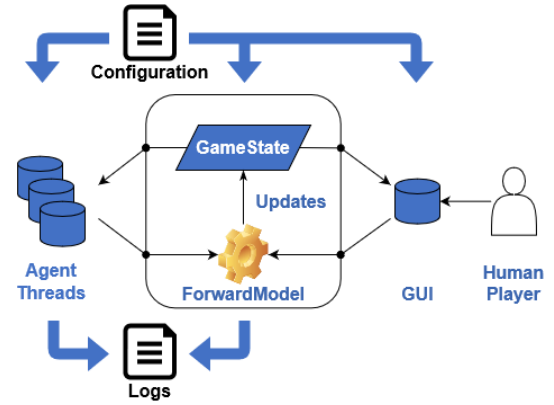 Configuration
GameState
Updates
Agent
Threads
ForwardModel
GUI
Human
Player
Logs